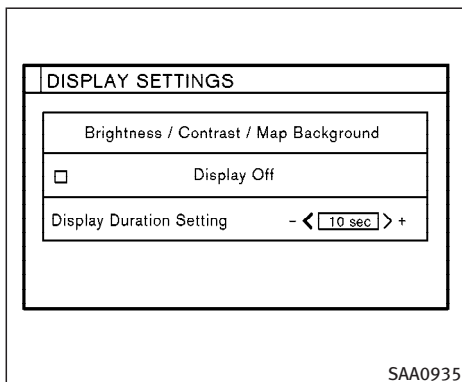 DISPLAY SETTINGS
Brightness / Contrast / Map Background
Display Off
Display Duration Setting - < 10 sec > +
SAA0935